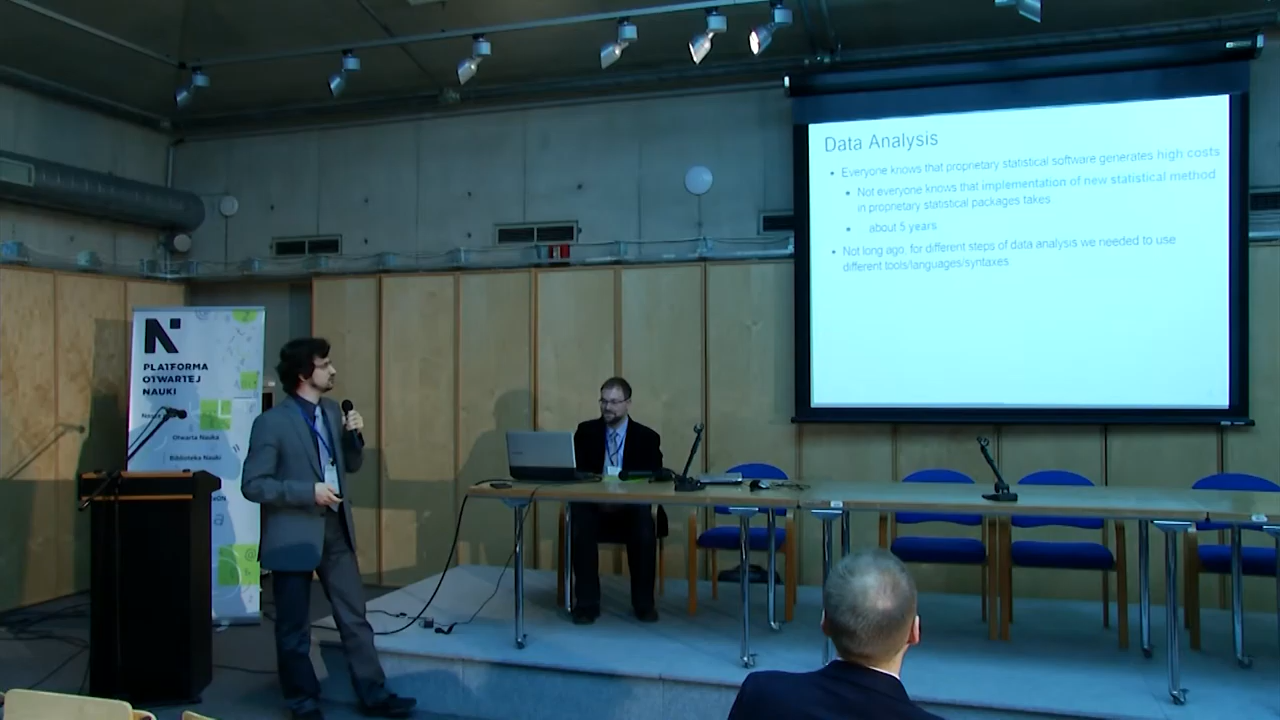 Data Analysis
• Everyone knows that proprietary statistical software generates high costs
• Not everyone knows that implementation of new statistical method
in proprietary statistical packages takes
• about 5 years
• Not long ago, for different steps of data analysis we needed to use
different tools/languages/syntaxes.
N
PLATFORMA
OTWARTEJ
NAUKI
Otwarta Nauka
Biblioteka Nauki